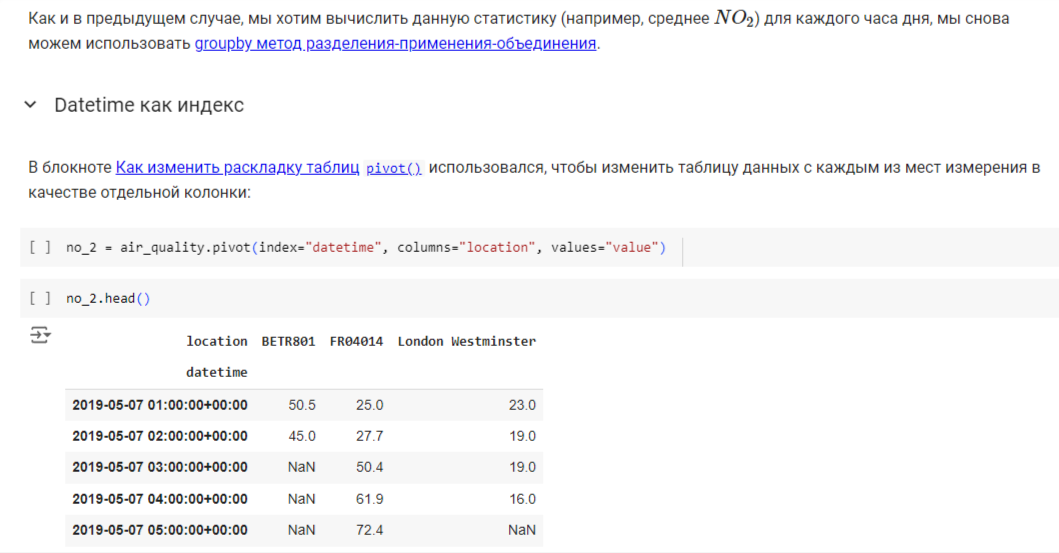 Как и в предыдущем случае, мы хотим вычислить данную статистику (например, среднее NO₂) для каждого часа дня, мы снова
можем использовать groupby метод разделения-применения-объединения.
Datetime как индекс
В блокноте Как изменить раскладку таблиц pivot() использовался, чтобы изменить таблицу данных с каждым из мест измерения в
качестве отдельной колонки:
[ ] no_2 = air_quality.pivot(index="datetime", columns="location", values="value")
[ ] no_2.head()
location BETR801 FR04014 London Westminster
datetime
2019-05-07 01:00:00+00:00 50.5 25.0 23.0
2019-05-07 02:00:00+00:00 45.0 27.7 19.0
2019-05-07 03:00:00+00:00 NaN 50.4 19.0
2019-05-07 04:00:00+00:00 NaN 61.9 16.0
2019-05-07 05:00:00+00:00 NaN 72.4 NaN